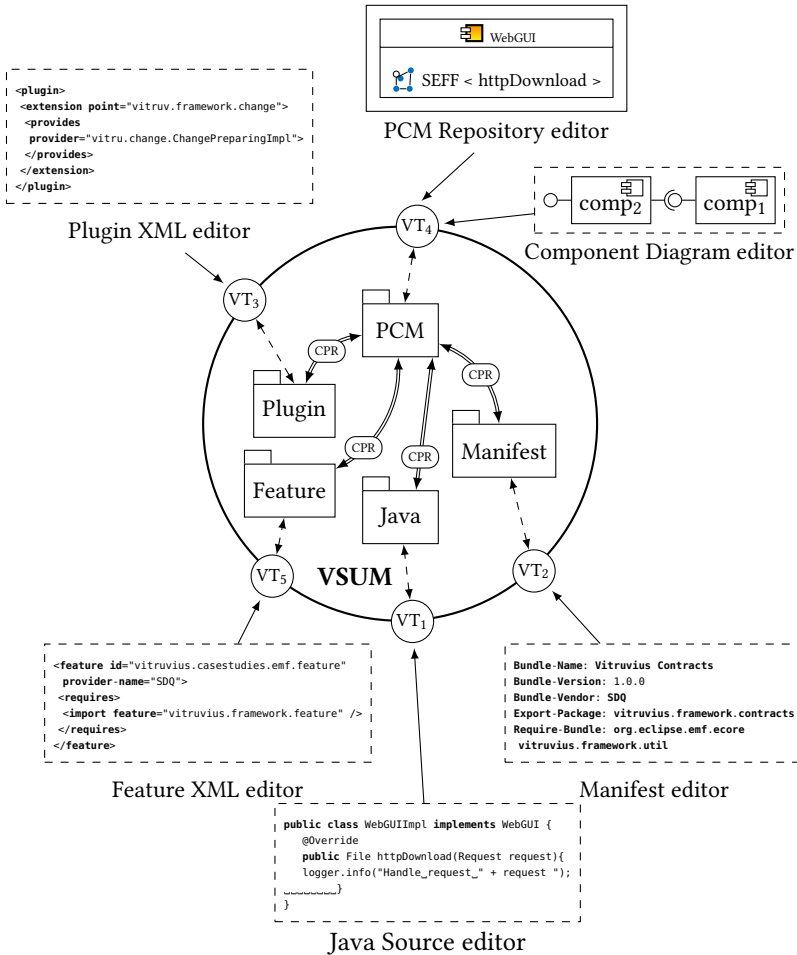 WebGUI
SEFF < httpDownload >
PCM Repository editor
<plugin>
<extension point="vitruv.framework.change">
<provides
provider="vitru.change.ChangePreparingImpl">
</provides>
</extension>
</plugin>
Plugin XML editor
comp2
comp1
Component Diagram editor
VT4
VT3
PCM
CPR
CPR
Plugin
CPR
CPR
Manifest
Feature
Java
VT5
VSUM
VT2
VT1
<feature id="vitruvius.casestudies.emf.feature"
provider-name="SDQ">
<requires>
<import feature="vitruvius.framework.feature" />
</requires>
</feature>
Feature XML editor
Bundle-Name: Vitruvius Contracts
Bundle-Version: 1.0.0
Bundle-Vendor: SDQ
Export-Package: vitruvius.framework.contracts
Require-Bundle: org.eclipse.emf.ecore
vitruvius.framework.util
Manifest editor
public class WebGUIImpl implements WebGUI {
@Override
public File httpDownload(Request request){
logger.info("Handle␣request␣" + request ");
␣␣␣␣␣␣␣␣}
}
Java Source editor